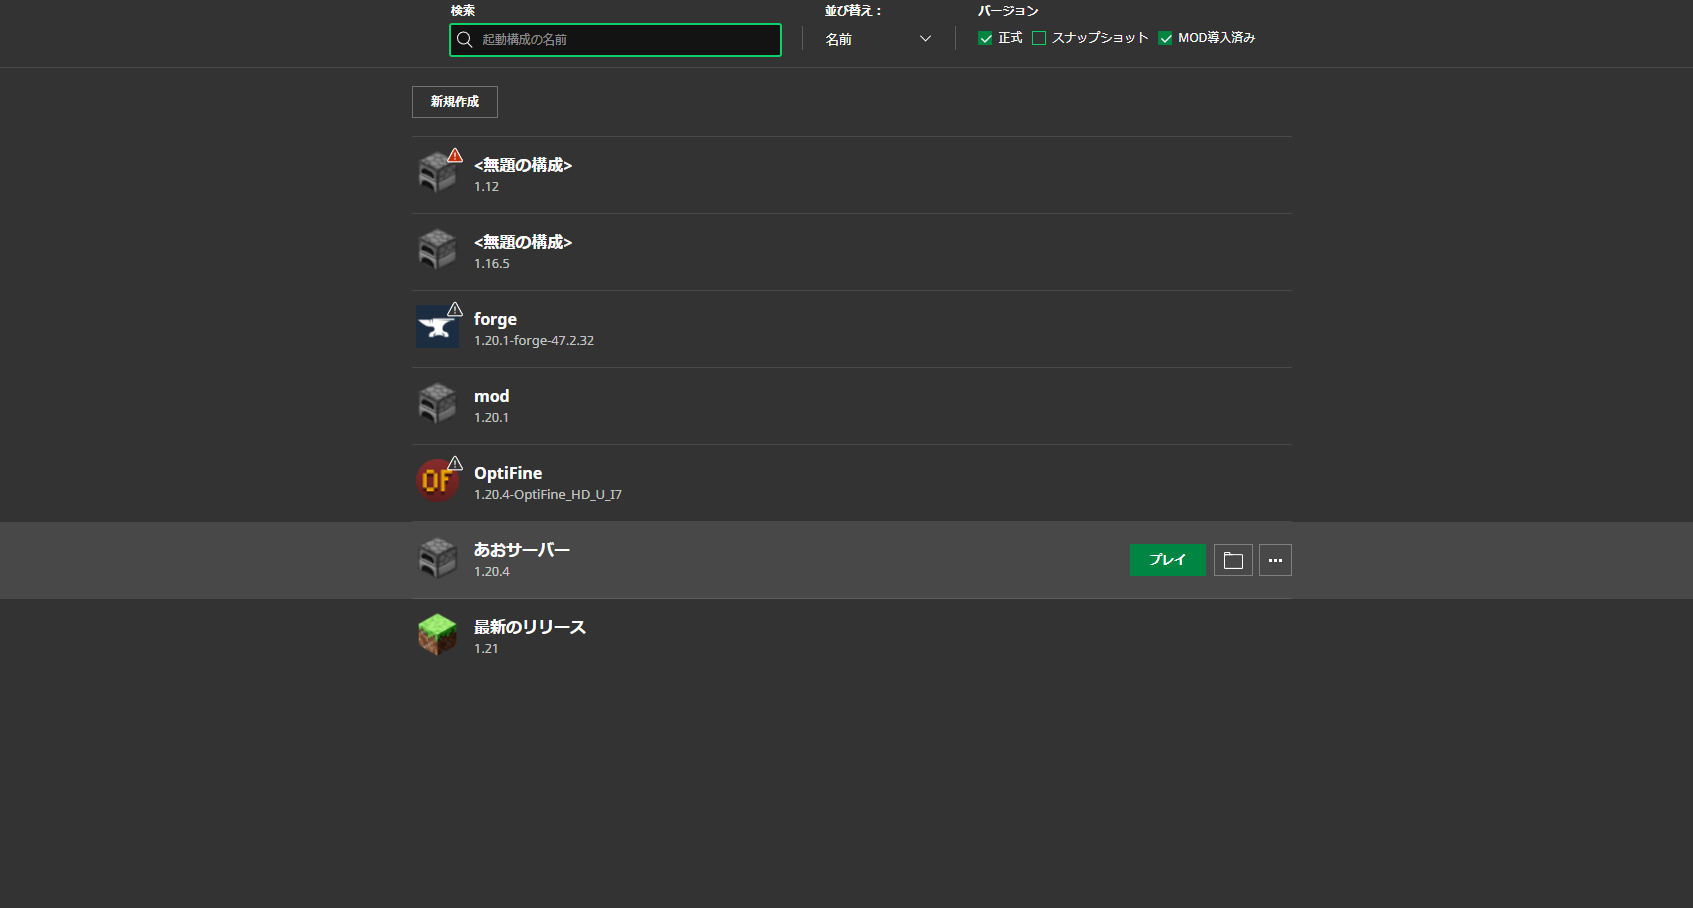 検索
並び替え：
バージョン
起動構成の名前
名前
正式
スナップショット
MOD導入済み
新規作成
<無題の構成>
1.12
<無題の構成>
1.16.5
forge
1.20.1-forge-47.2.32
mod
1.20.1
OF
OptiFine
1.20.4-OptiFine_HD_U_I7
あおサーバー
1.20.4
プレイ
最新のリリース
1.21